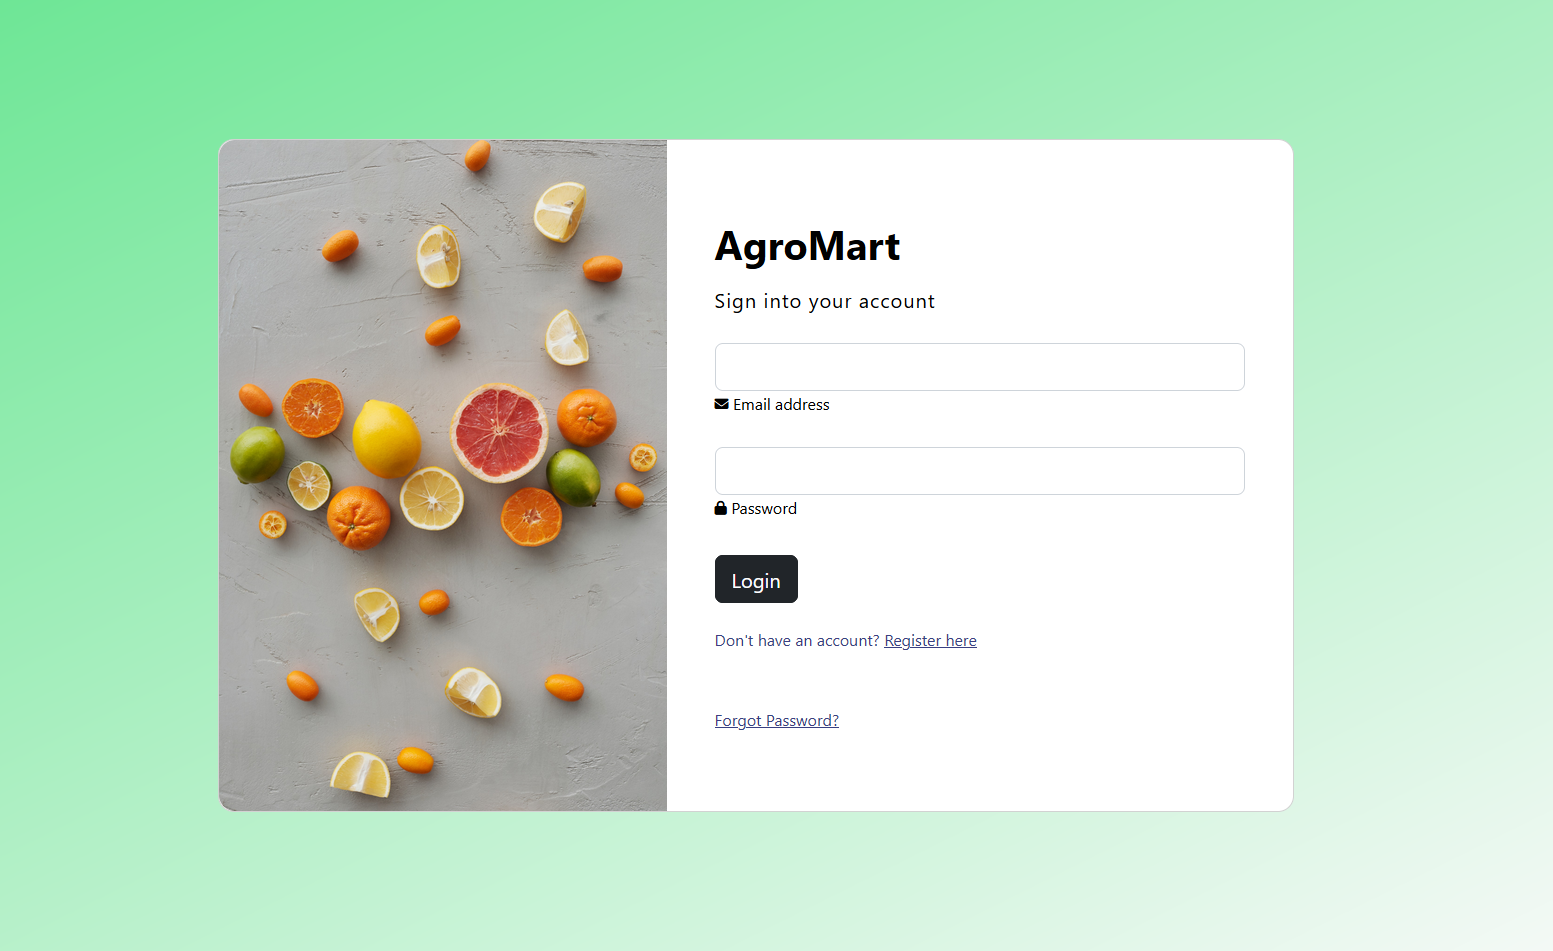 AgroMart
Sign into your account
Email address
Password
Login
Don't have an account? Register here
Forgot Password?